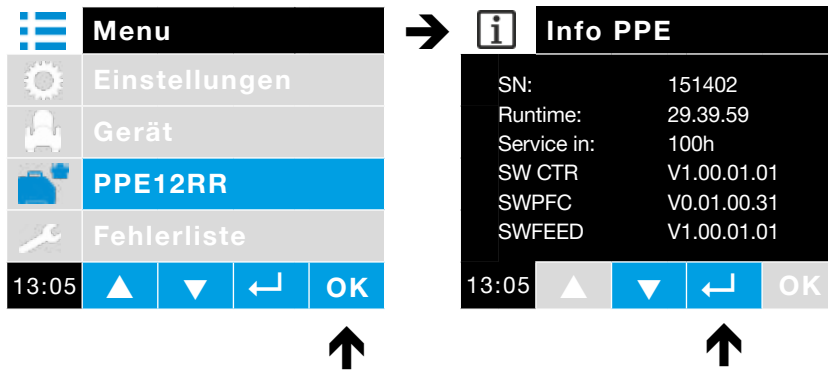 Menu
Einstellungen
Gerät
PPE12RR
Fehlerliste
13:05 OK
Info PPE
SN: 151402
Runtime: 29.39.59
Service in: 100h
SW CTR V1.00.01.01
SWPFC V0.01.00.31
SWFEED V1.00.01.01
13:05 OK